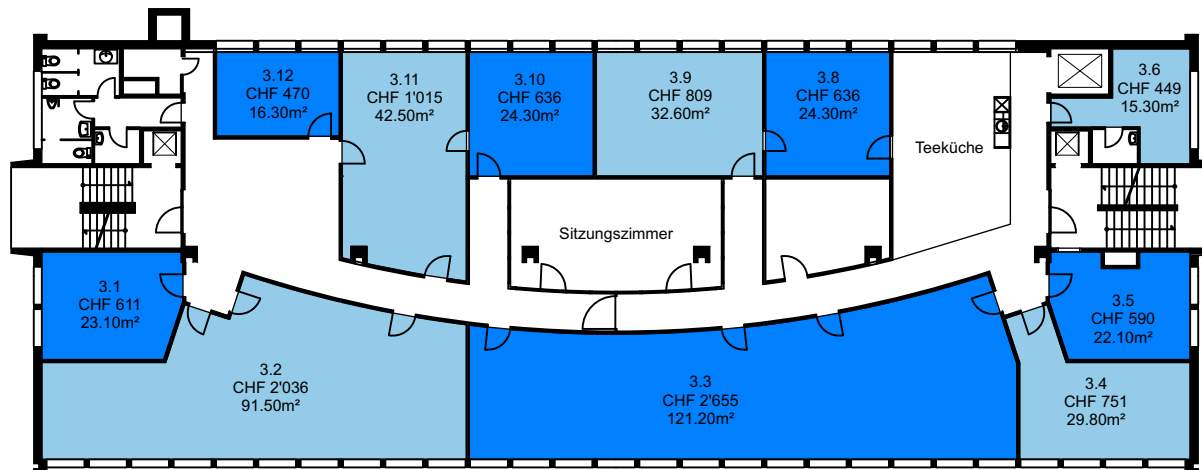 3.12
CHF 470
16.30m²
3.11
CHF 1'015
42.50m²
3.10
CHF 636
24.30m²
3.9
CHF 809
32.60m²
3.8
CHF 636
24.30m²
3.6
CHF 449
15.30m²
Teeküche
Sitzungszimmer
3.1
CHF 611
23.10m²
3.5
CHF 590
22.10m²
3.2
CHF 2'036
91.50m²
3.3
CHF 2'655
121.20m²
3.4
CHF 751
29.80m²